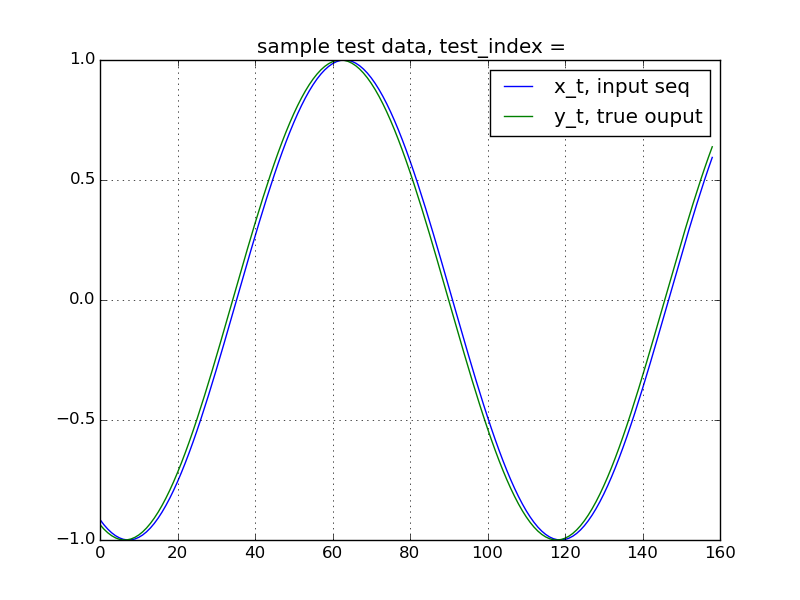 sample test data, test_index =
x_t, input seq
y_t, true ouput
1.0
0.5
0.0
−0.5
−1.0
0 20 40 60 80 100 120 140 160